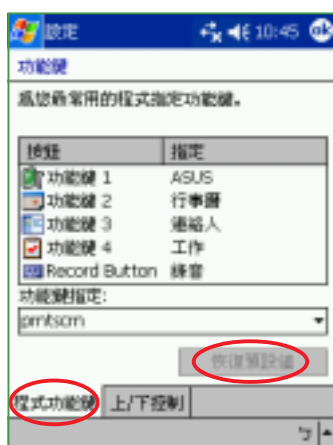 設定 10:45 ok
功能鍵
爲您最常用的程式指定功能鍵。
按鈕 指定
功能鍵 1 ASUS
功能鍵 2 行事曆
功能鍵 3 連絡人
功能鍵 4 工作
Record Button 錄音
功能鍵指定:
prntscrn
恢復預設值
程式功能鍵 上/下控制
ㄅ